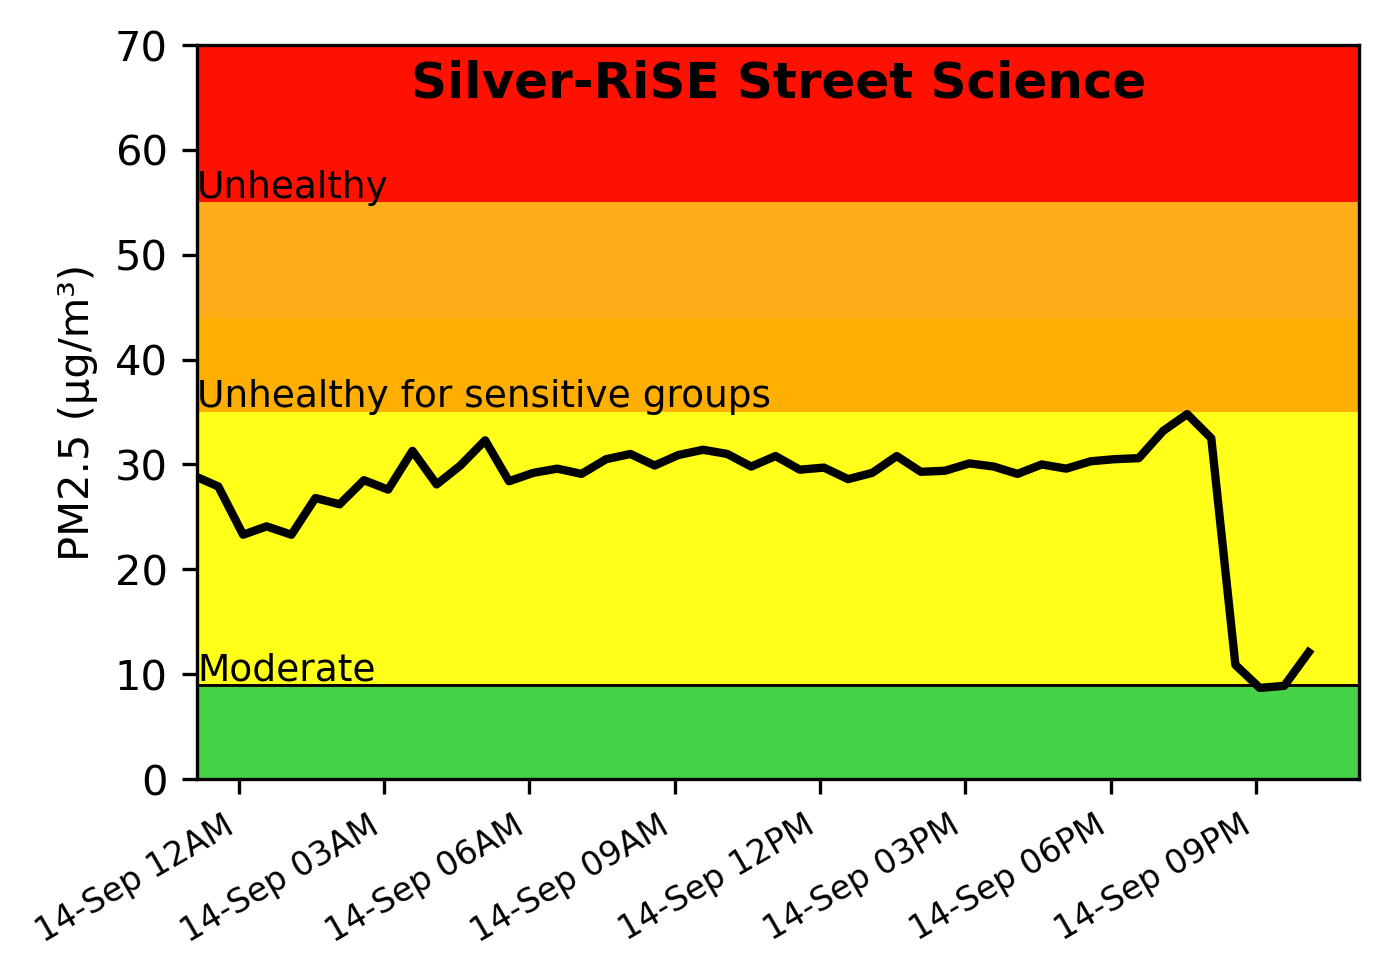 Silver-RiSE Street Science
70
60
50
40
30
20
10
0
PM2.5 (µg/m³)
Unhealthy
Unhealthy for sensitive groups
Moderate
14-Sep 12AM
14-Sep 03AM
14-Sep 06AM
14-Sep 09AM
14-Sep 12PM
14-Sep 03PM
14-Sep 06PM
14-Sep 09PM